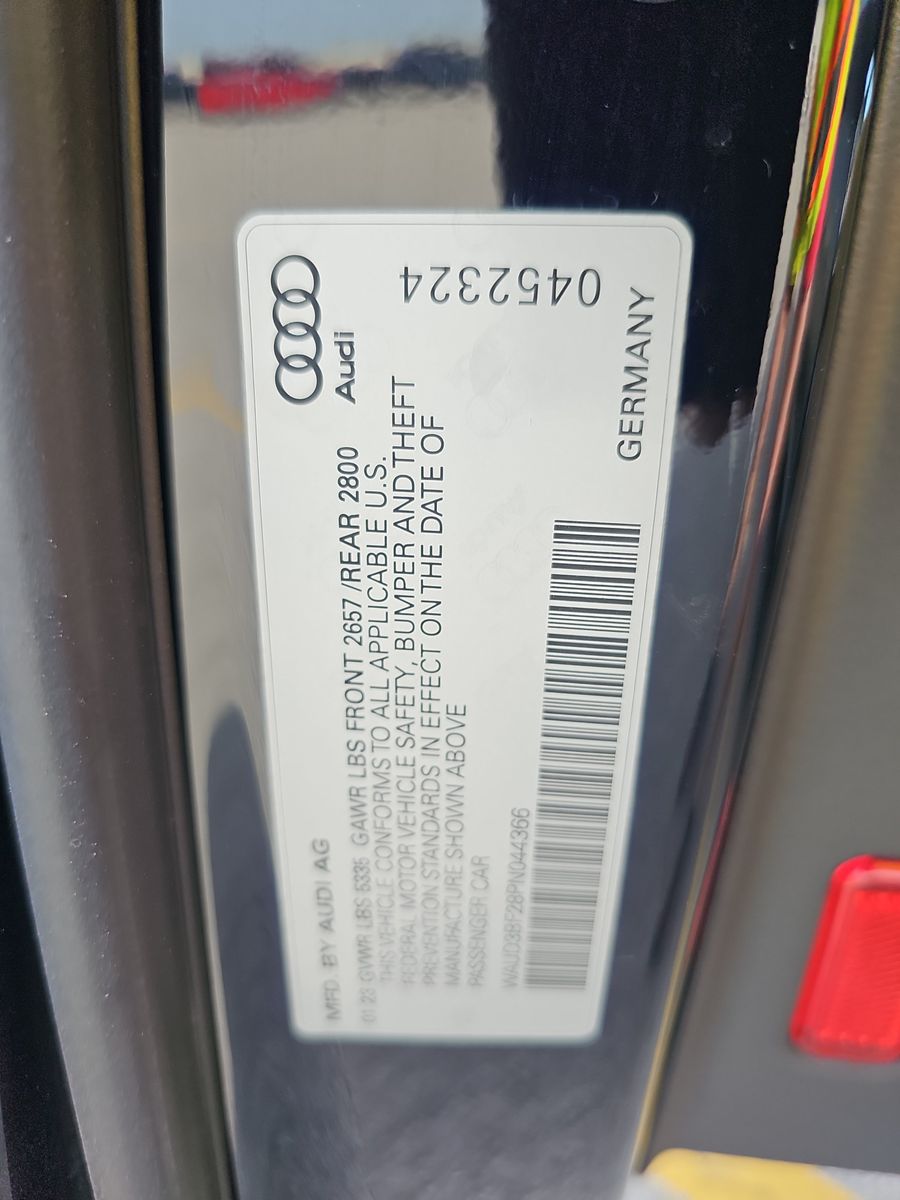 Audi
0452324
MFD. BY AUDI AG
01 23 GVWR LBS 5335 GAWR LBS FRONT 2657/REAR 2800
THIS VEHICLE CONFORMS TO ALL APPLICABLE U.S.
FEDERAL MOTOR VEHICLE SAFETY, BUMPER AND THEFT
PREVENTION STANDARDS IN EFFECT ON THE DATE OF
MANUFACTURE SHOWN ABOVE
PASSENGER CAR
WAUD3BF28PN044366
GERMANY